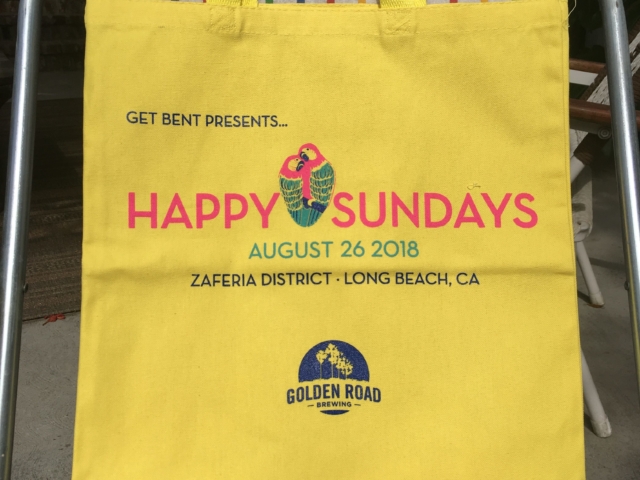 GET BENT PRESENTS...
HAPPY SUNDAYS
AUGUST 26 2018
ZAFERIA DISTRICT · LONG BEACH, CA
GOLDEN ROAD
– BREWING –